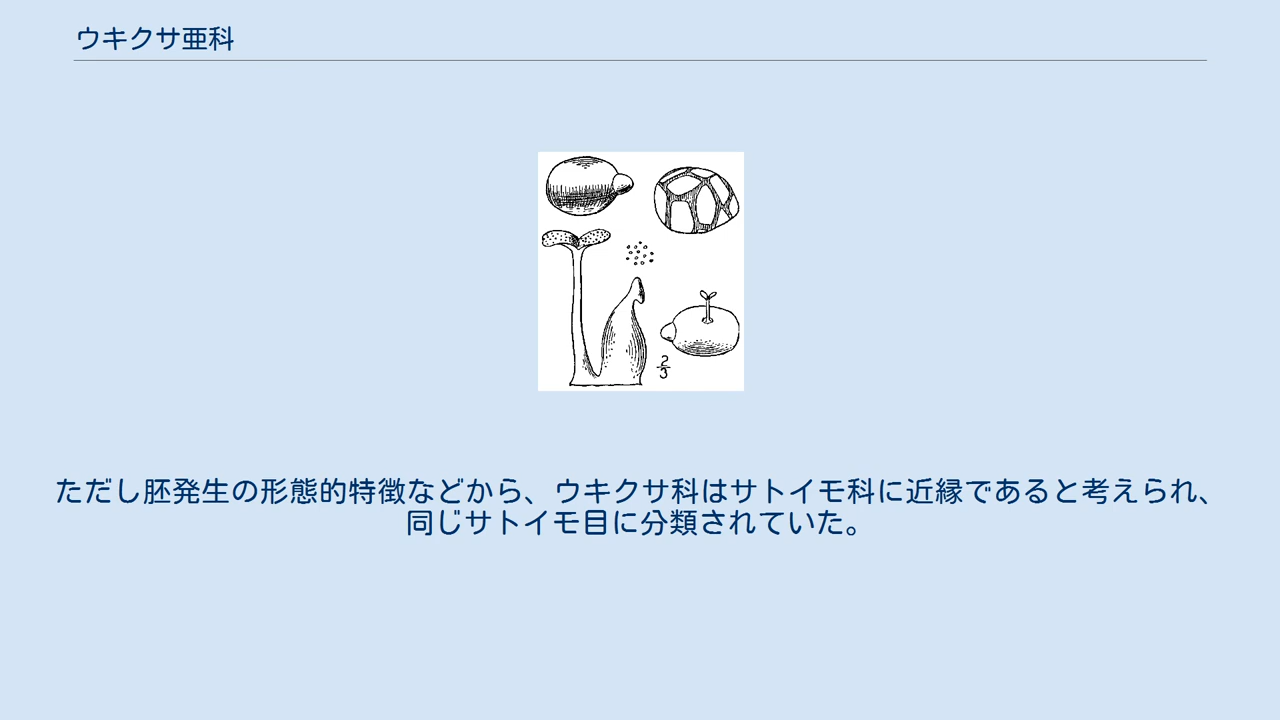 ウキクサ亜科
2/3
ただし胚発生の形態的特徴などから、ウキクサ科はサトイモ科に近縁であると考えられ、
同じサトイモ目に分類されていた。